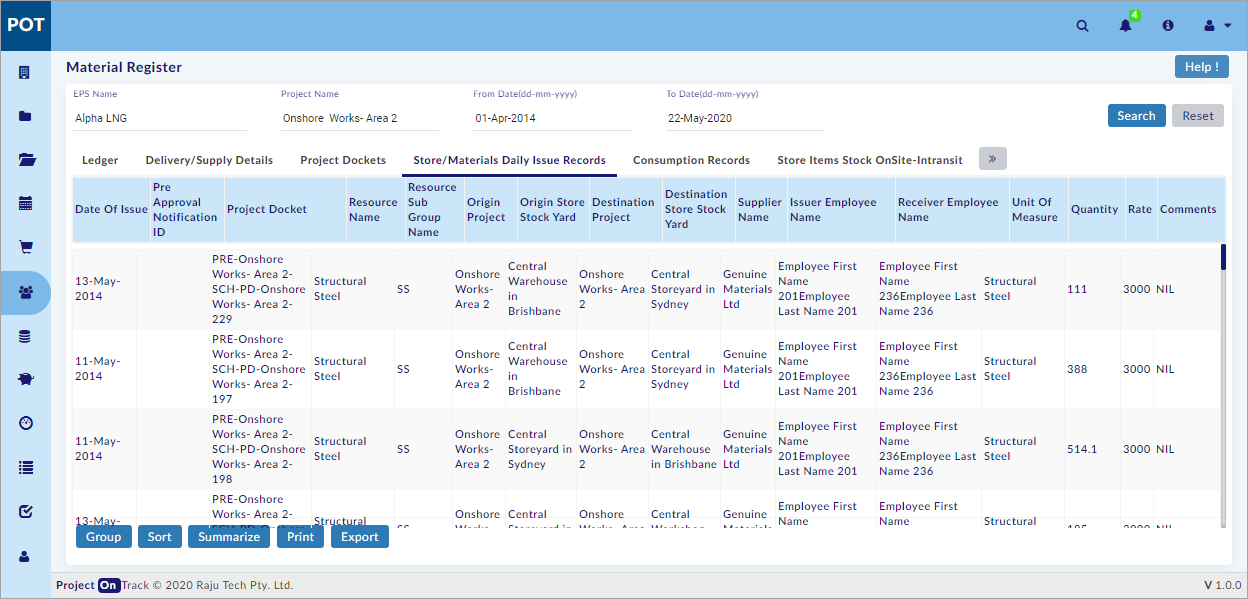 POT
4
Material Register
Help !
EPS Name Project Name From Date(dd-mm-yyyy) To Date(dd-mm-yyyy)
Alpha LNG Onshore Works- Area 2 01-Apr-2014 22-May-2020
Search Reset
Ledger Delivery/Supply Details Project Dockets Store/Materials Daily Issue Records Consumption Records Store Items Stock OnSite-Intransit »
Date Of Issue
Pre
Approval
Notification
ID
Project Docket
Resource
Name
Resource
Sub
Group
Name
Origin
Project
Origin Store
Stock Yard
Destination
Project
Destination
Store Stock
Yard
Supplier
Name
Issuer Employee
Name
Receiver Employee
Name
Unit Of
Measure
Quantity
Rate
Comments
13-May-
2014
PRE-Onshore
Works- Area 2-
SCH-PD-Onshore
Works- Area 2-
229
Structural
Steel
SS
Onshore
Works-
Area 2
Central
Warehouse
in
Brishbane
Onshore
Works- Area
2
Central
Storeyard in
Sydney
Genuine
Materials
Ltd
Employee First
Name
201Employee
Last Name 201
Employee First
Name
236Employee Last
Name 236
Structural
Steel
111
3000
NIL
11-May-
2014
PRE-Onshore
Works- Area 2-
SCH-PD-Onshore
Works- Area 2-
197
Structural
Steel
SS
Onshore
Works-
Area 2
Central
Warehouse
in
Brishbane
Onshore
Works- Area
2
Central
Storeyard in
Sydney
Genuine
Materials
Ltd
Employee First
Name
201Employee
Last Name 201
Employee First
Name
236Employee Last
Name 236
Structural
Steel
388
3000
NIL
11-May-
2014
PRE-Onshore
Works- Area 2-
SCH-PD-Onshore
Works- Area 2-
198
Structural
Steel
SS
Onshore
Works-
Area 2
Central
Storeyard in
Sydney
Onshore
Works- Area
2
Central
Warehouse
in Brishbane
Genuine
Materials
Ltd
Employee First
Name
201Employee
Last Name 201
Employee First
Name
236Employee Last
Name 236
Structural
Steel
514.1
3000
NIL
13-May-
PRE-Onshore
Works- Area 2-
Structural
Onshore
Works-
Central
Onshore
Works- Area
Central
Genuine
Materials
Employee First
Name
Employee First
Name
Structural
3000
NIL
Group Sort Summarize Print Export
Project On Track © 2020 Raju Tech Pty. Ltd.
V 1.0.0